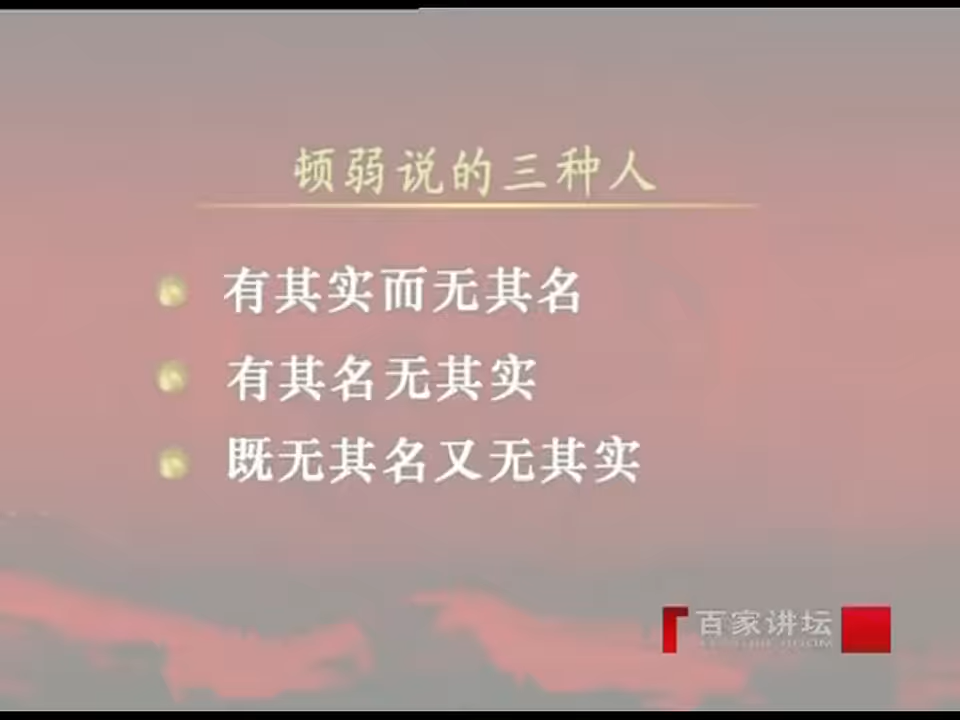 顿弱说的三种人
有其实而无其名
有其名无其实
既无其名又无其实
百家讲坛